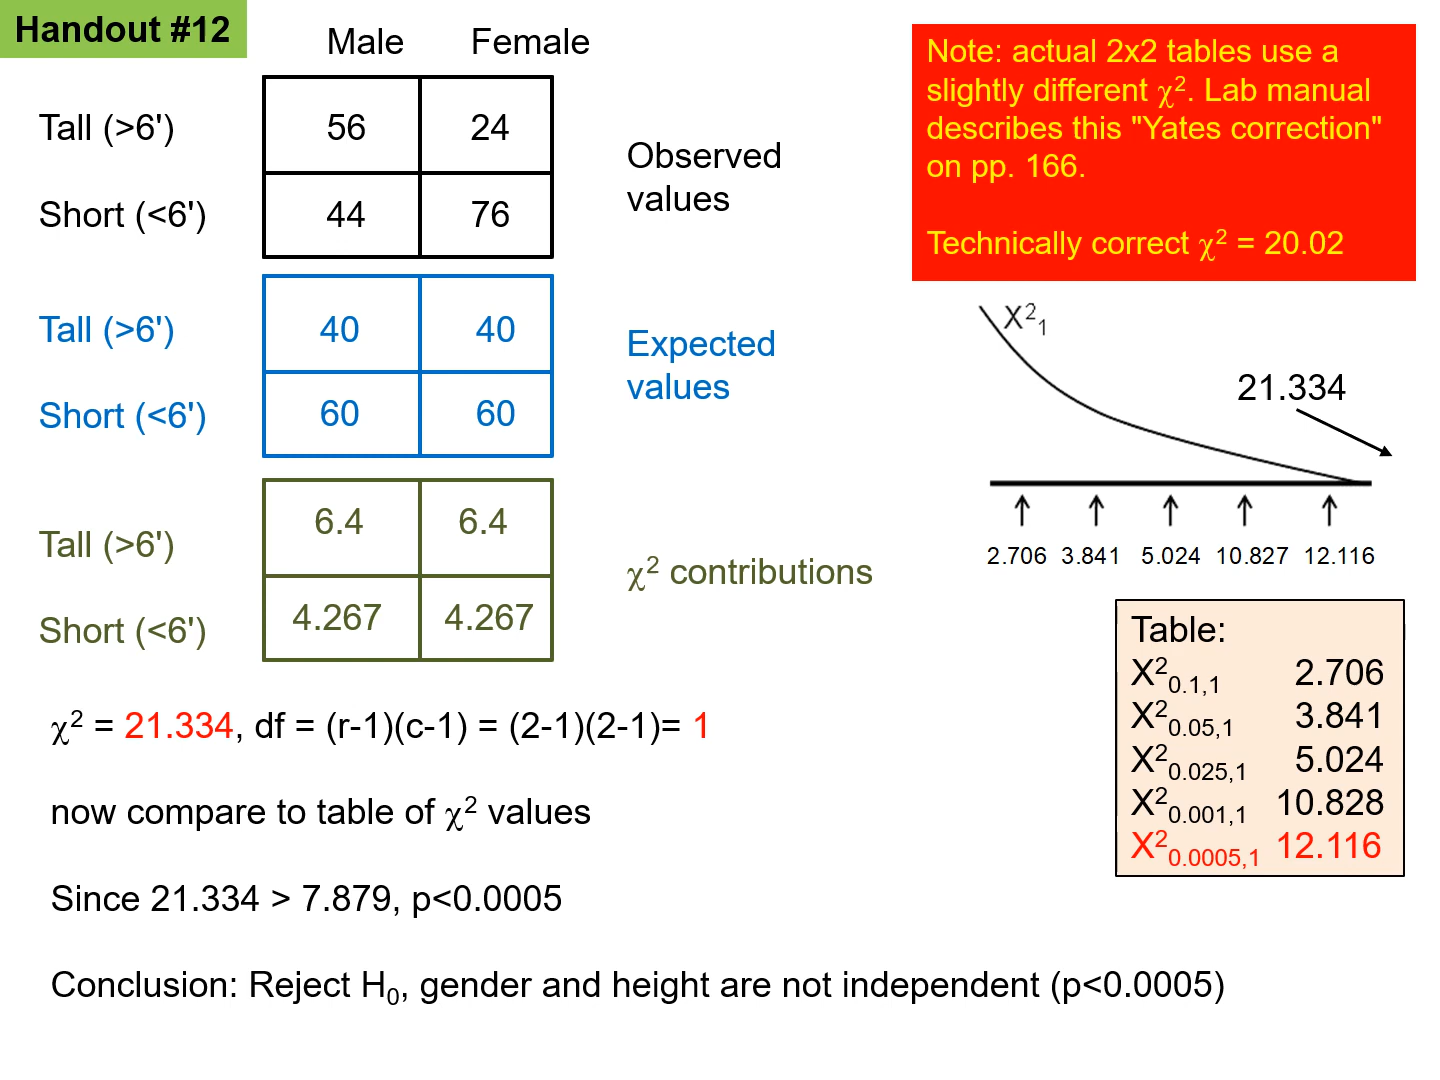 Handout #12
Male Female
Tall (>6') 56 24
Short (<6') 44 76
Observed
values
Tall (>6') 40 40
Short (<6') 60 60
Expected
values
Tall (>6') 6.4 6.4
Short (<6') 4.267 4.267
χ² contributions
χ² = 21.334, df = (r-1)(c-1) = (2-1)(2-1)= 1
now compare to table of χ² values
Since 21.334 > 7.879, p<0.0005
Conclusion: Reject H₀, gender and height are not independent (p<0.0005)
Note: actual 2x2 tables use a
slightly different χ². Lab manual
describes this "Yates correction"
on pp. 166.
Technically correct χ² = 20.02
X²₁
21.334
2.706 3.841 5.024 10.827 12.116
Table:
X²0.1,1 2.706
X²0.05,1 3.841
X²0.025,1 5.024
X²0.001,1 10.828
X²0.0005,1 12.116